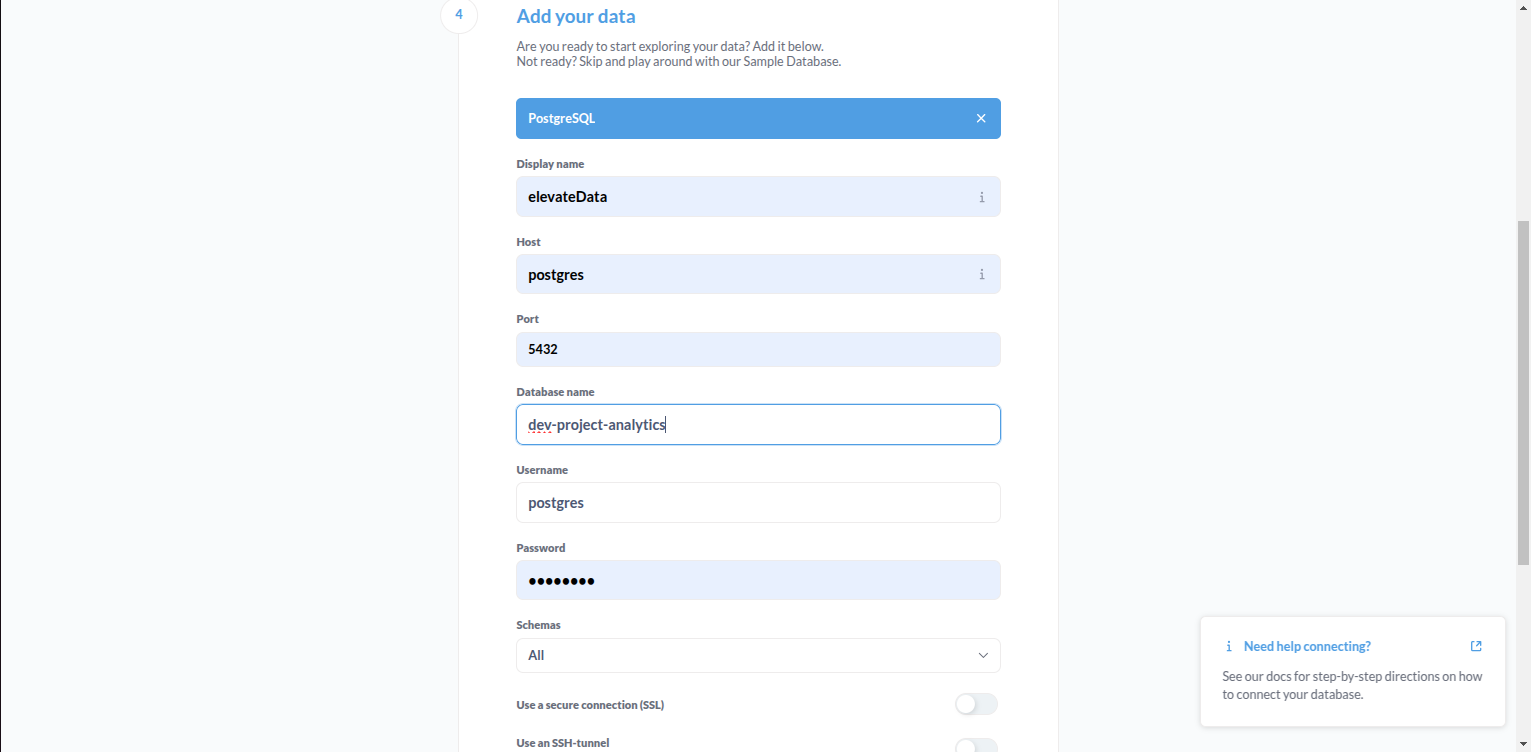 4
Add your data
Are you ready to start exploring your data? Add it below.
Not ready? Skip and play around with our Sample Database.
PostgreSQL
Display name
elevateData
Host
postgres
Port
5432
Database name
dev-project-analytics
Username
postgres
Password
••••••••
Schemas
All
Use a secure connection (SSL)
Use an SSH-tunnel
Need help connecting?
See our docs for step-by-step directions on how
to connect your database.